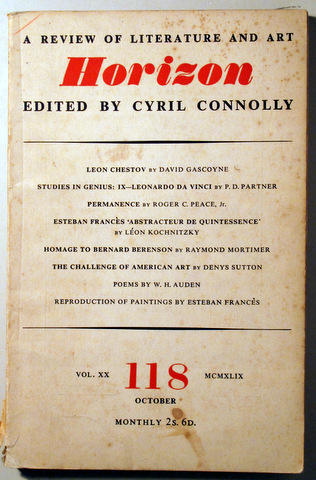 A REVIEW OF LITERATURE AND ART
Horizon
EDITED BY CYRIL CONNOLLY
LEON CHESTOV BY DAVID GASCOYNE
STUDIES IN GENIUS: IX—LEONARDO DA VINCI BY P. D. PARTNER
PERMANENCE BY ROGER C. PEACE, Jr.
ESTEBAN FRANCÈS 'ABSTRACTEUR DE QUINTESSENCE'
BY LÉON KOCHNITZKY
HOMAGE TO BERNARD BERENSON BY RAYMOND MORTIMER
THE CHALLENGE OF AMERICAN ART BY DENYS SUTTON
POEMS BY W. H. AUDEN
REPRODUCTION OF PAINTINGS BY ESTEBAN FRANCÈS
VOL. XX 118 MCMXLIX
OCTOBER
MONTHLY 2S. 6D.